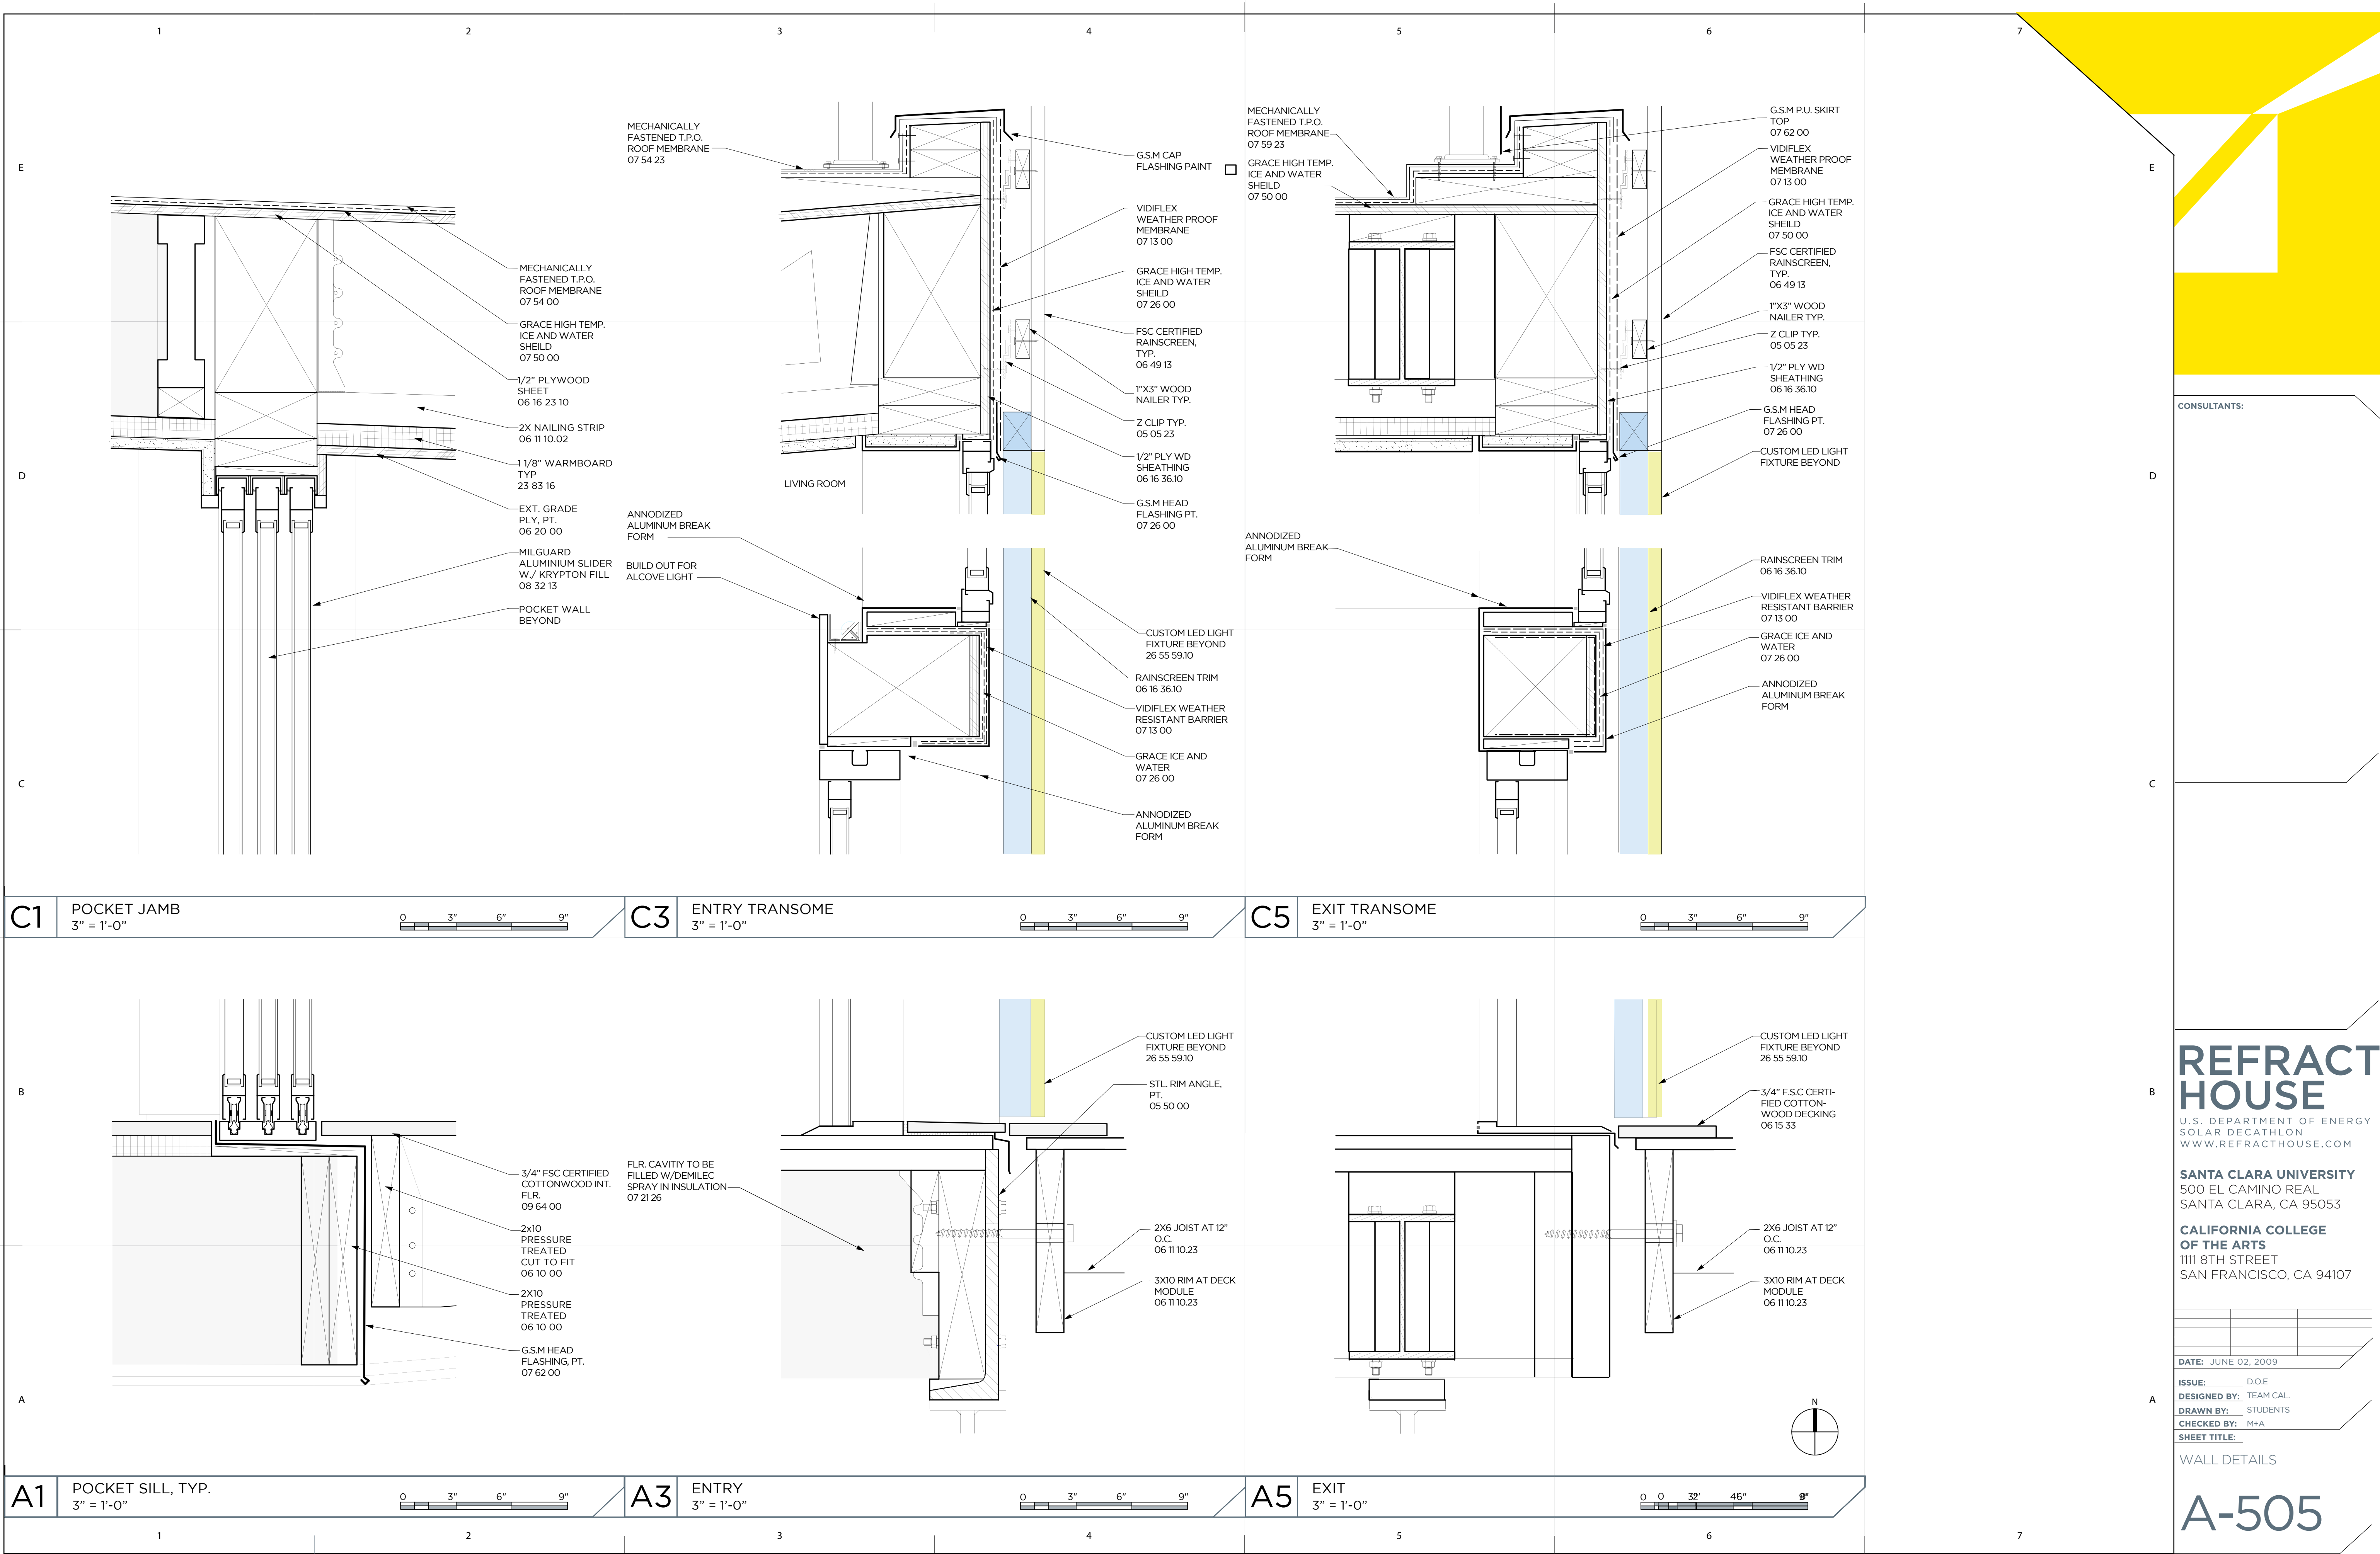 1
2
3
4
5
6
7
E
D
C
B
A
E
D
C
B
A
MECHANICALLY
FASTENED T.P.O.
ROOF MEMBRANE
07 54 00
GRACE HIGH TEMP.
ICE AND WATER
SHEILD
07 50 00
1/2" PLYWOOD
SHEET
06 16 23 10
2X NAILING STRIP
06 11 10.02
1 1/8" WARMBOARD
TYP
23 83 16
EXT. GRADE
PLY, PT.
06 20 00
MILGUARD
ALUMINIUM SLIDER
W./ KRYPTON FILL
08 32 13
POCKET WALL
BEYOND
C1
POCKET JAMB
3" = 1'-0"
0 3" 6" 9"
MECHANICALLY
FASTENED T.P.O.
ROOF MEMBRANE
07 54 23
LIVING ROOM
ANNODIZED
ALUMINUM BREAK
FORM
BUILD OUT FOR
ALCOVE LIGHT
G.S.M CAP
FLASHING PAINT
VIDIFLEX
WEATHER PROOF
MEMBRANE
07 13 00
GRACE HIGH TEMP.
ICE AND WATER
SHEILD
07 26 00
FSC CERTIFIED
RAINSCREEN,
TYP.
06 49 13
1"X3" WOOD
NAILER TYP.
Z CLIP TYP.
05 05 23
1/2" PLY WD
SHEATHING
06 16 36.10
G.S.M HEAD
FLASHING PT.
07 26 00
CUSTOM LED LIGHT
FIXTURE BEYOND
26 55 59.10
RAINSCREEN TRIM
06 16 36.10
VIDIFLEX WEATHER
RESISTANT BARRIER
07 13 00
GRACE ICE AND
WATER
07 26 00
ANNODIZED
ALUMINUM BREAK
FORM
C3
ENTRY TRANSOME
3" = 1'-0"
0 3" 6" 9"
MECHANICALLY
FASTENED T.P.O.
ROOF MEMBRANE
07 59 23
GRACE HIGH TEMP.
ICE AND WATER
SHEILD
07 50 00
ANNODIZED
ALUMINUM BREAK
FORM
G.S.M P.U. SKIRT
TOP
07 62 00
VIDIFLEX
WEATHER PROOF
MEMBRANE
07 13 00
GRACE HIGH TEMP.
ICE AND WATER
SHEILD
07 50 00
FSC CERTIFIED
RAINSCREEN,
TYP.
06 49 13
1"X3" WOOD
NAILER TYP.
Z CLIP TYP.
05 05 23
1/2" PLY WD
SHEATHING
06 16 36.10
G.S.M HEAD
FLASHING PT.
07 26 00
CUSTOM LED LIGHT
FIXTURE BEYOND
RAINSCREEN TRIM
06 16 36.10
VIDIFLEX WEATHER
RESISTANT BARRIER
07 13 00
GRACE ICE AND
WATER
07 26 00
ANNODIZED
ALUMINUM BREAK
FORM
C5
EXIT TRANSOME
3" = 1'-0"
0 3" 6" 9"
3/4" FSC CERTIFIED
COTTONWOOD INT.
FLR.
09 64 00
2x10
PRESSURE
TREATED
CUT TO FIT
06 10 00
2X10
PRESSURE
TREATED
06 10 00
G.S.M HEAD
FLASHING, PT.
07 62 00
A1
POCKET SILL, TYP.
3" = 1'-0"
0 3" 6" 9"
FLR. CAVITIY TO BE
FILLED W/DEMILEC
SPRAY IN INSULATION
07 21 26
CUSTOM LED LIGHT
FIXTURE BEYOND
26 55 59.10
STL. RIM ANGLE,
PT.
05 50 00
2X6 JOIST AT 12"
O.C.
06 11 10.23
3X10 RIM AT DECK
MODULE
06 11 10.23
A3
ENTRY
3" = 1'-0"
0 3" 6" 9"
CUSTOM LED LIGHT
FIXTURE BEYOND
26 55 59.10
3/4" F.S.C CERTI-
FIED COTTON-
WOOD DECKING
06 15 33
2X6 JOIST AT 12"
O.C.
06 11 10.23
3X10 RIM AT DECK
MODULE
06 11 10.23
N
A5
EXIT
3" = 1'-0"
0 0
1
2
3
4
5
6
7
CONSULTANTS:
REFRACT
HOUSE
U.S. DEPARTMENT OF ENERGY
SOLAR DECATHLON
WWW.REFRACTHOUSE.COM
SANTA CLARA UNIVERSITY
500 EL CAMINO REAL
SANTA CLARA, CA 95053
CALIFORNIA COLLEGE
OF THE ARTS
1111 8TH STREET
SAN FRANCISCO, CA 94107
DATE: JUNE 02, 2009
ISSUE: D.O.E
DESIGNED BY: TEAM CAL.
DRAWN BY: STUDENTS
CHECKED BY: M+A
SHEET TITLE:
WALL DETAILS
A-505